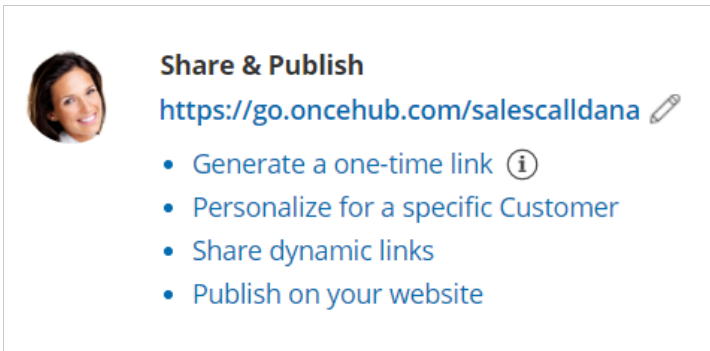 Share & Publish
https://go.oncehub.com/salescalldana
Generate a one-time link
Personalize for a specific Customer
Share dynamic links
Publish on your website